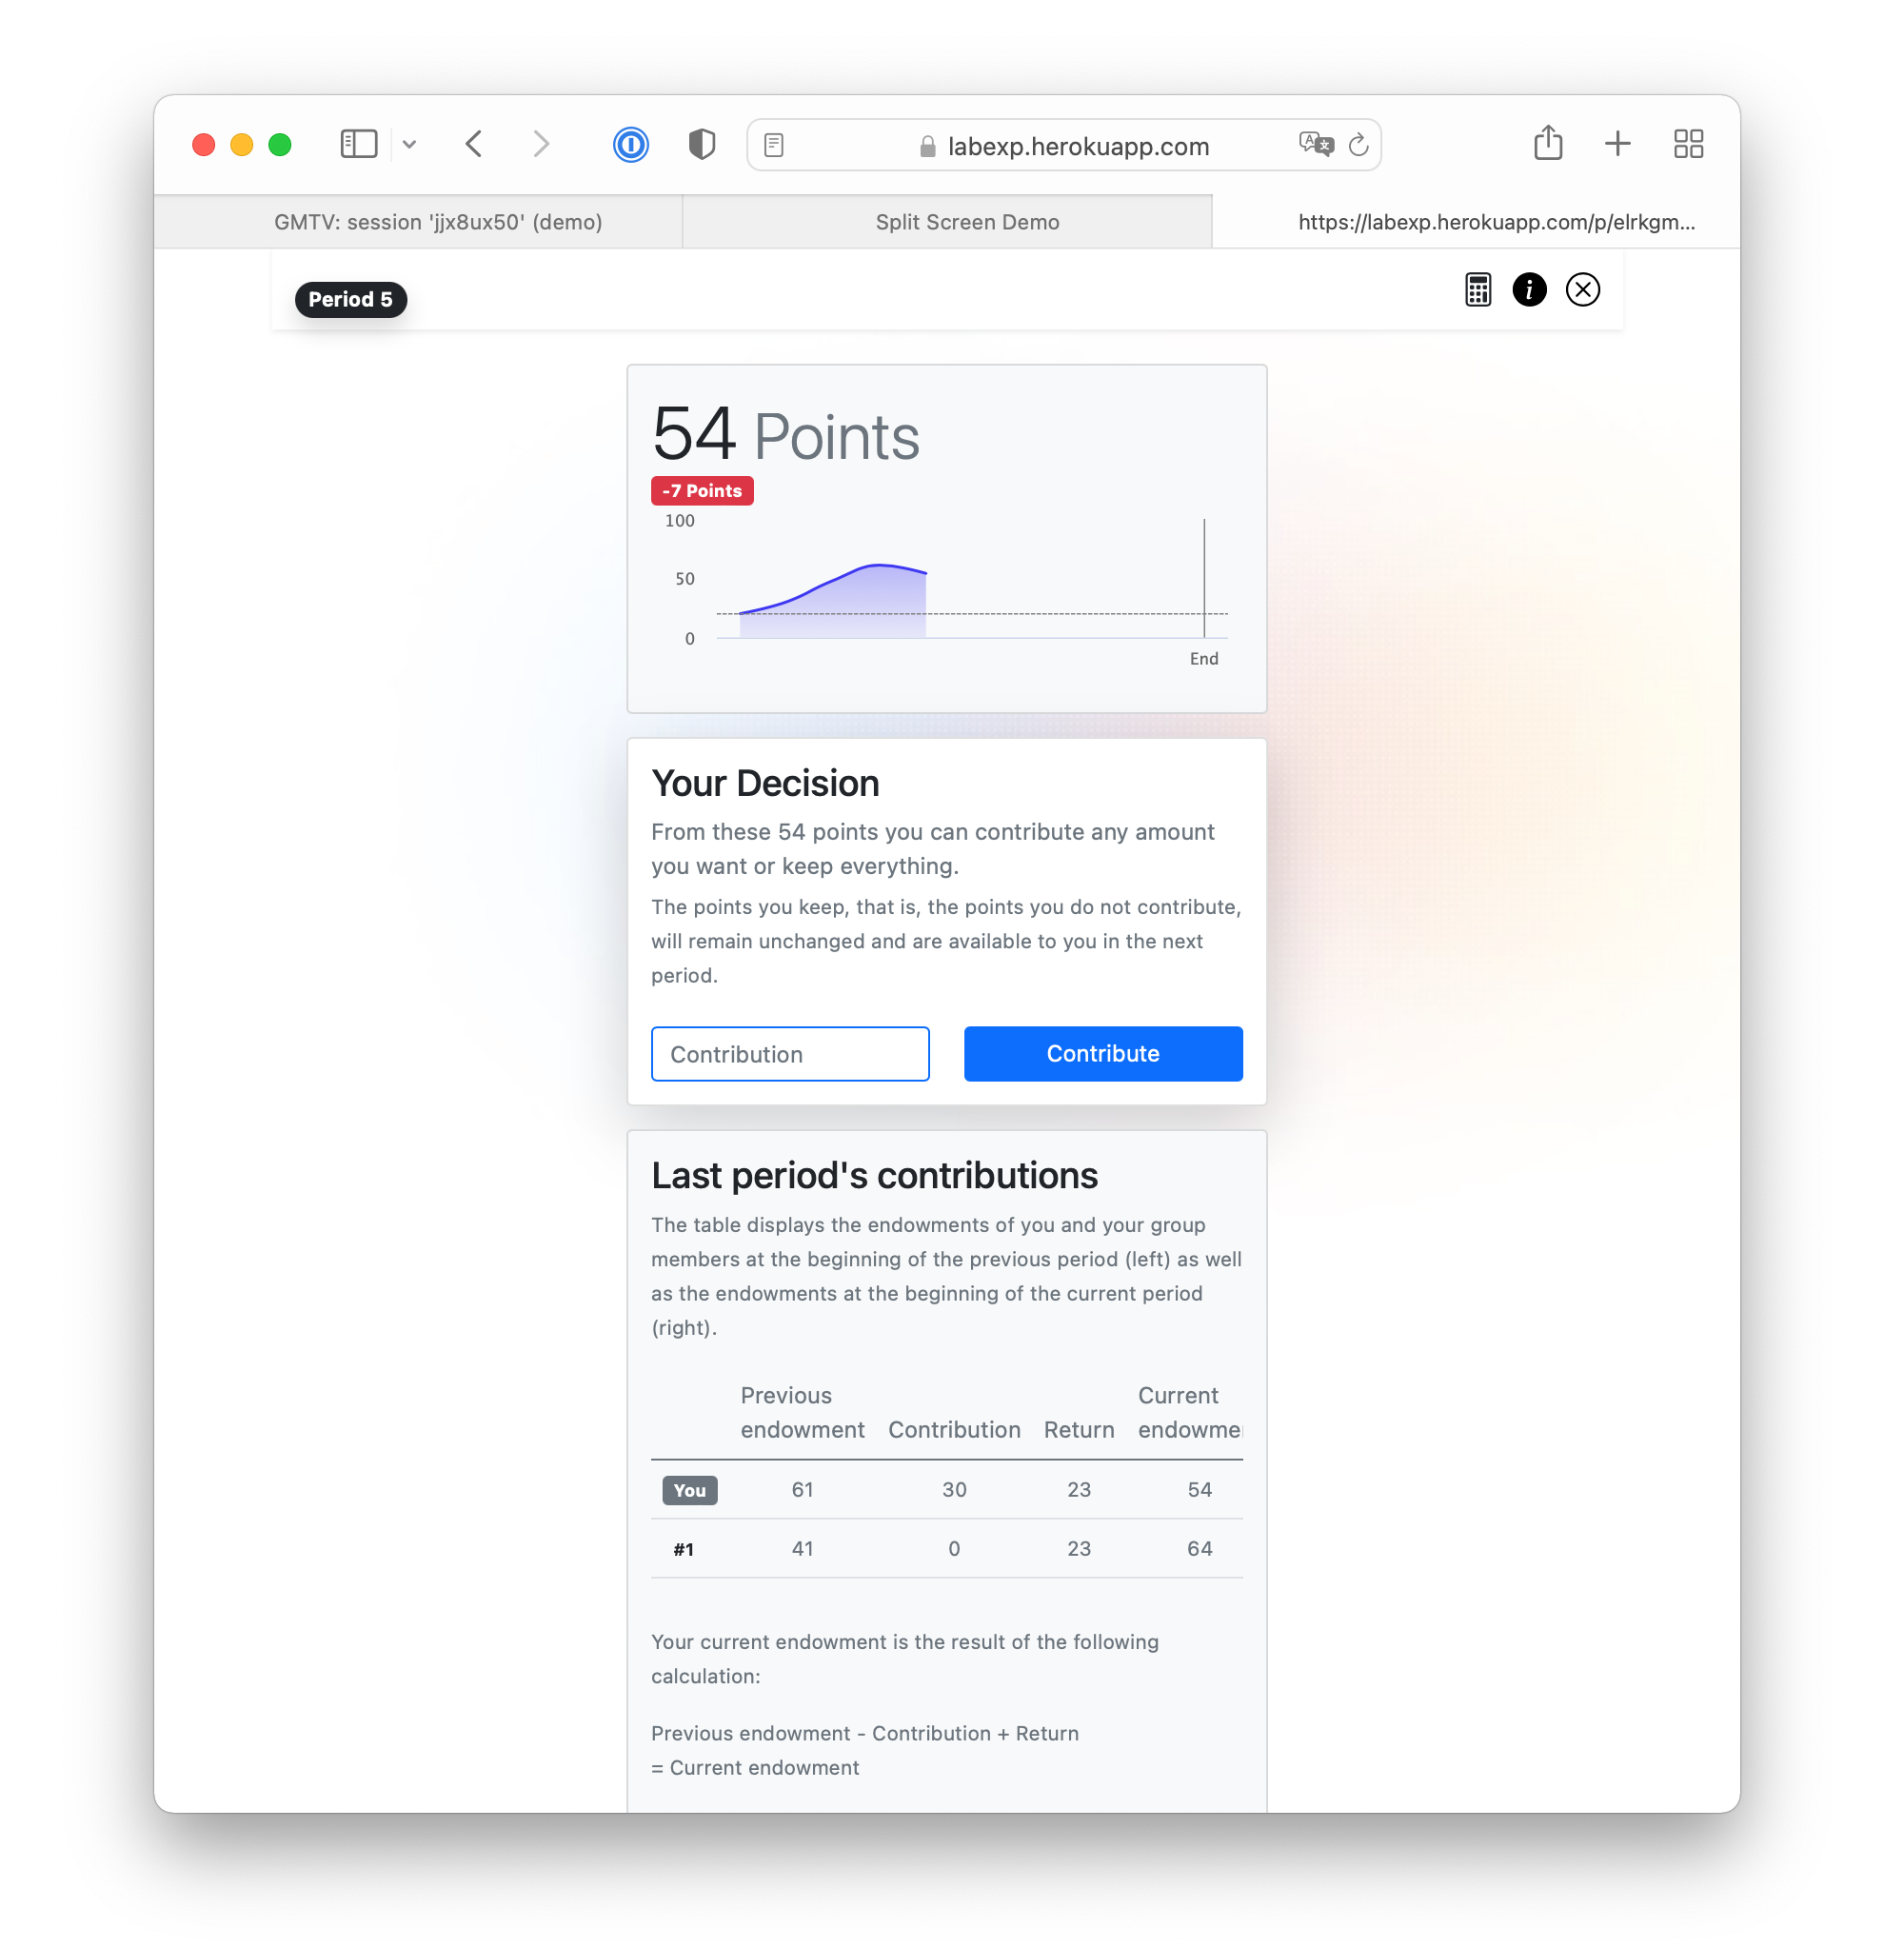 labexp.herokuapp.com
GMTV: session 'jjx8ux50' (demo)
Split Screen Demo
https://labexp.herokuapp.com/p/elrkgm...
Period 5
54 Points
-7 Points
100
50
0
End
Your Decision
From these 54 points you can contribute any amount
you want or keep everything.
The points you keep, that is, the points you do not contribute,
will remain unchanged and are available to you in the next
period.
Contribution
Contribute
Last period's contributions
The table displays the endowments of you and your group
members at the beginning of the previous period (left) as well
as the endowments at the beginning of the current period
(right).
Previous Current
endowment Contribution Return endowme
You 61 30 23 54
#1 41 0 23 64
Your current endowment is the result of the following
calculation:
Previous endowment - Contribution + Return
= Current endowment